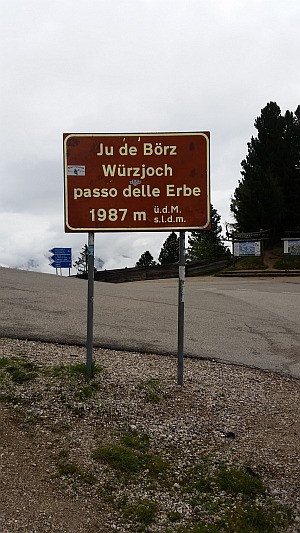 Ju de Börz
Würzjoch
passo delle Erbe
1987 m ü.d.M.
s.l.d.m.